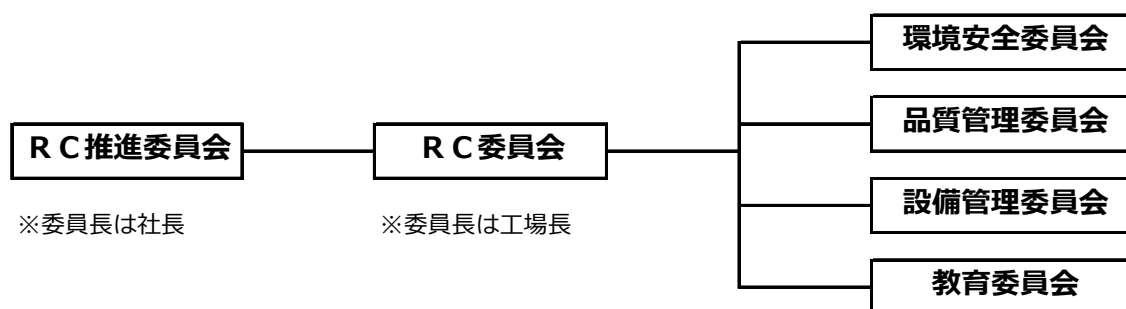 環境安全委員会
品質管理委員会
ＲＣ推進委員会
ＲＣ委員会
設備管理委員会
※委員長は社長
※委員長は工場長
教育委員会